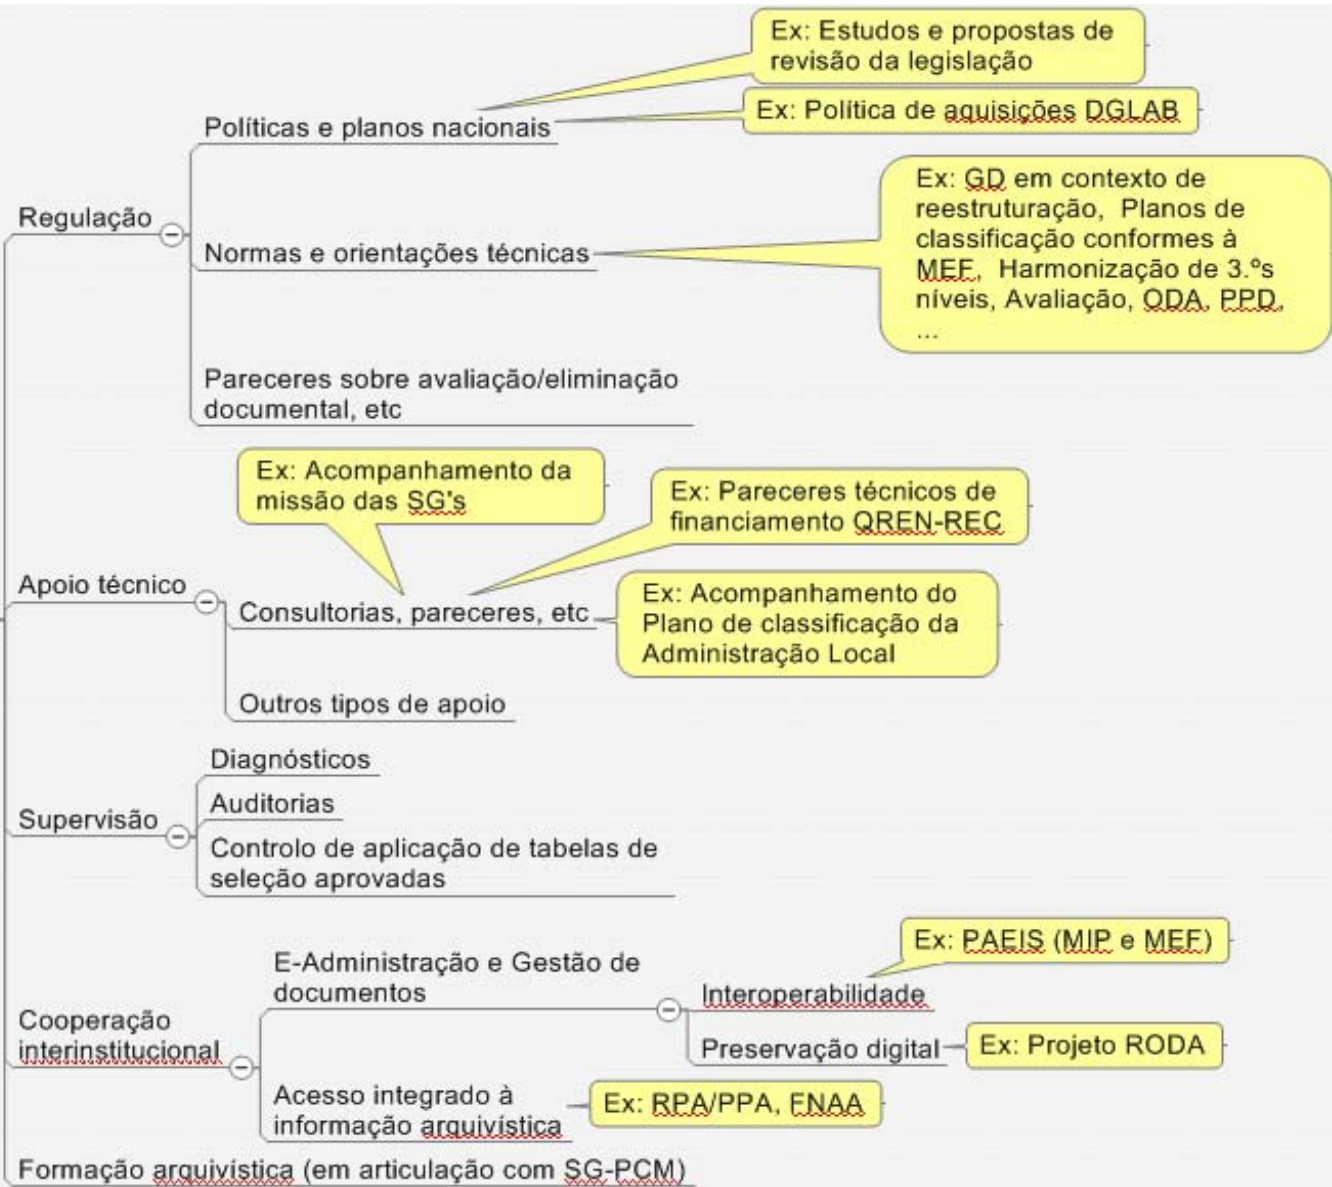 Ex: Estudos e propostas de
revisão da legislação
Políticas e planos nacionais
Ex: Política de aquisições DGLAB
Regulação
Normas e orientações técnicas
Ex: GD em contexto de
reestruturação,  Planos de
classificação conformes à
MEF,  Harmonização de 3.ºs
níveis, Avaliação, ODA, PPD,
...
Pareceres sobre avaliação/eliminação
documental, etc
Ex: Acompanhamento da
missão das SG's
Ex: Pareceres técnicos de
financiamento QREN-REC
Apoio técnico
Consultorias, pareceres, etc
Ex: Acompanhamento do
Plano de classificação da
Administração Local
Outros tipos de apoio
Diagnósticos
Auditorias
Supervisão
Controlo de aplicação de tabelas de
seleção aprovadas
Ex: PAEIS (MIP e MEF)
E-Administração e Gestão de
documentos
Interoperabilidade
Cooperação
interinstitucional
Preservação digital
Ex: Projeto RODA
Acesso integrado à
informação arquivística
Ex: RPA/PPA, FNAA
Formação arquivística (em articulação com SG-PCM)